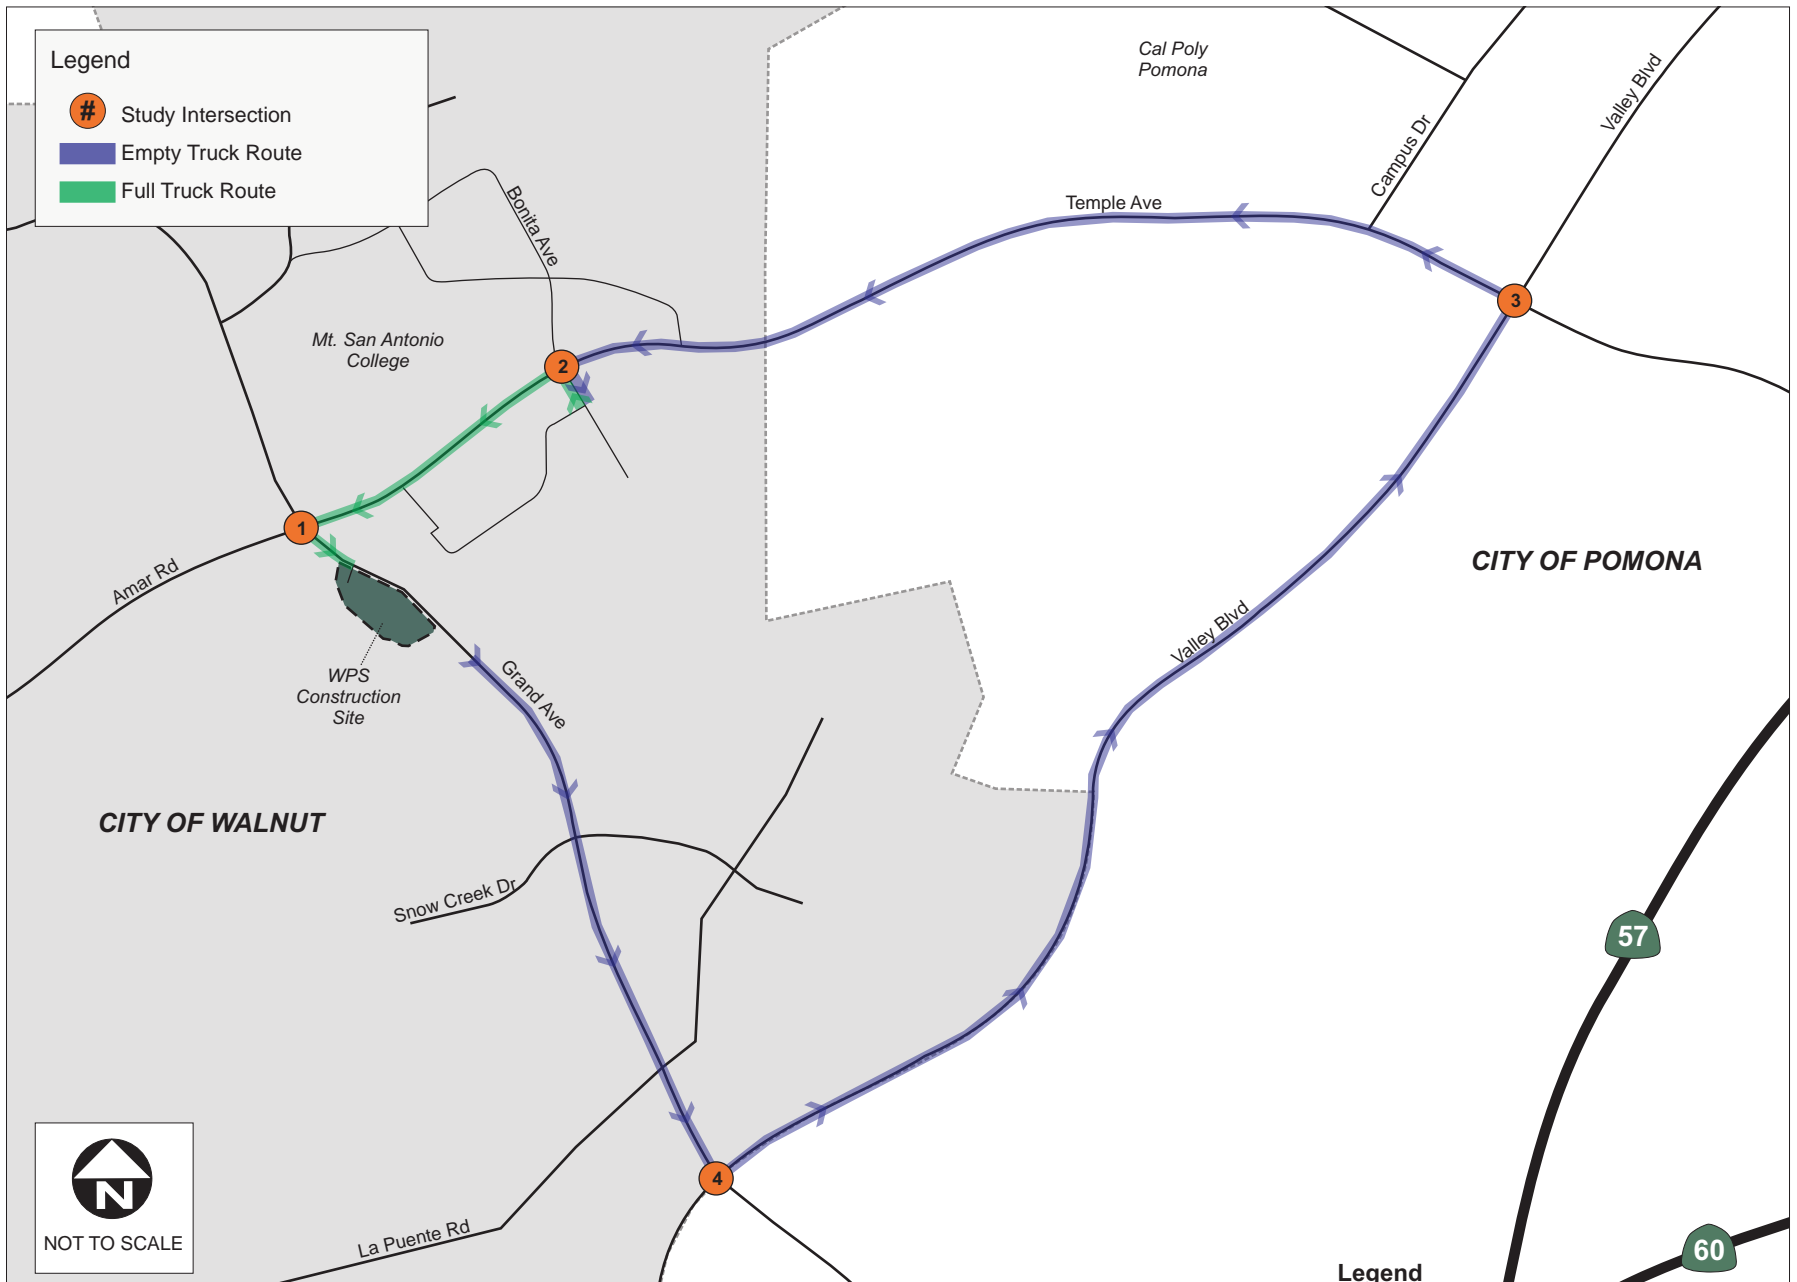 Legend
#
Study Intersection
Empty Truck Route
Full Truck Route
Cal Poly
Pomona
Valley Blvd
Campus Dr
Temple Ave
Bonita Ave
3
Mt. San Antonio
College
2
1
Amar Rd
CITY OF POMONA
Valley Blvd
WPS
Construction
Site
Grand Ave
CITY OF WALNUT
Snow Creek Dr
57
4
N
NOT TO SCALE
La Puente Rd
60
Legend